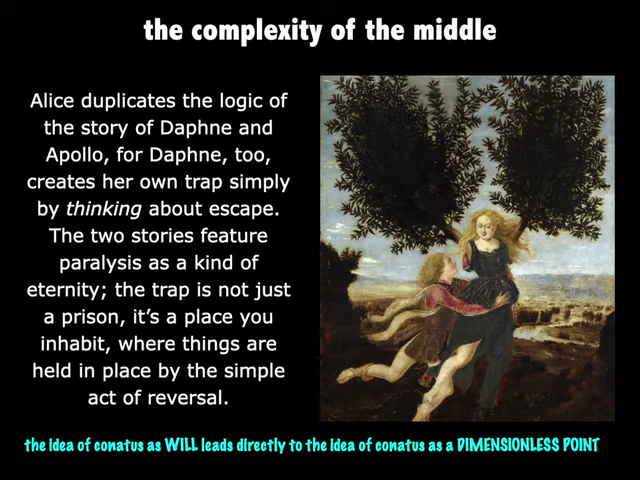 the complexity of the middle
Alice duplicates the logic of
the story of Daphne and
Apollo, for Daphne, too,
creates her own trap simply
by thinking about escape.
The two stories feature
paralysis as a kind of
eternity; the trap is not just
a prison, it's a place you
inhabit, where things are
held in place by the simple
act of reversal.
the idea of conatus as WILL leads directly to the idea of conatus as a DIMENSIONLESS POINT